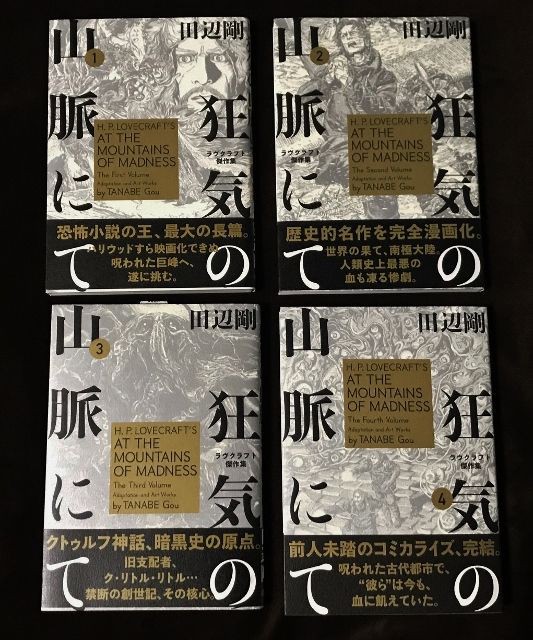 田辺剛
狂気の
山脈にて
1
H. P. LOVECRAFT'S
AT THE
MOUNTAINS
OF MADNESS
The First Volume
Adaptation and Art Works
by TANABE Gou
ラヴクラフト
傑作集
恐怖小説の王、最大の長篇。
ハリウッドすら映画化できぬ
呪われた巨峰へ、
遂に挑む。
田辺剛
狂気の
山脈にて
2
H. P. LOVECRAFT'S
AT THE
MOUNTAINS
OF MADNESS
The Second Volume
Adaptation and Art Works
by TANABE Gou
ラヴクラフト
傑作集
歴史的名作を完全漫画化。
世界の果て、南極大陸
人類史上最悪の
血も凍る惨劇。
田辺剛
狂気の
山脈にて
3
H. P. LOVECRAFT'S
AT THE
MOUNTAINS
OF MADNESS
The Third Volume
Adaptation and Art Works
by TANABE Gou
ラヴクラフト
傑作集
クトゥルフ神話、暗黒史の原点。
旧支配者、
ク・リトル・リトル…
禁断の創世記、その核心。
田辺剛
狂気の
山脈にて
4
H. P. LOVECRAFT'S
AT THE
MOUNTAINS
OF MADNESS
The Fourth Volume
Adaptation and Art Works
by TANABE Gou
ラヴクラフト
傑作集
前人未踏のコミカライズ、完結。
呪われた古代都市で、
“彼ら”は今も、
血に飢えていた。